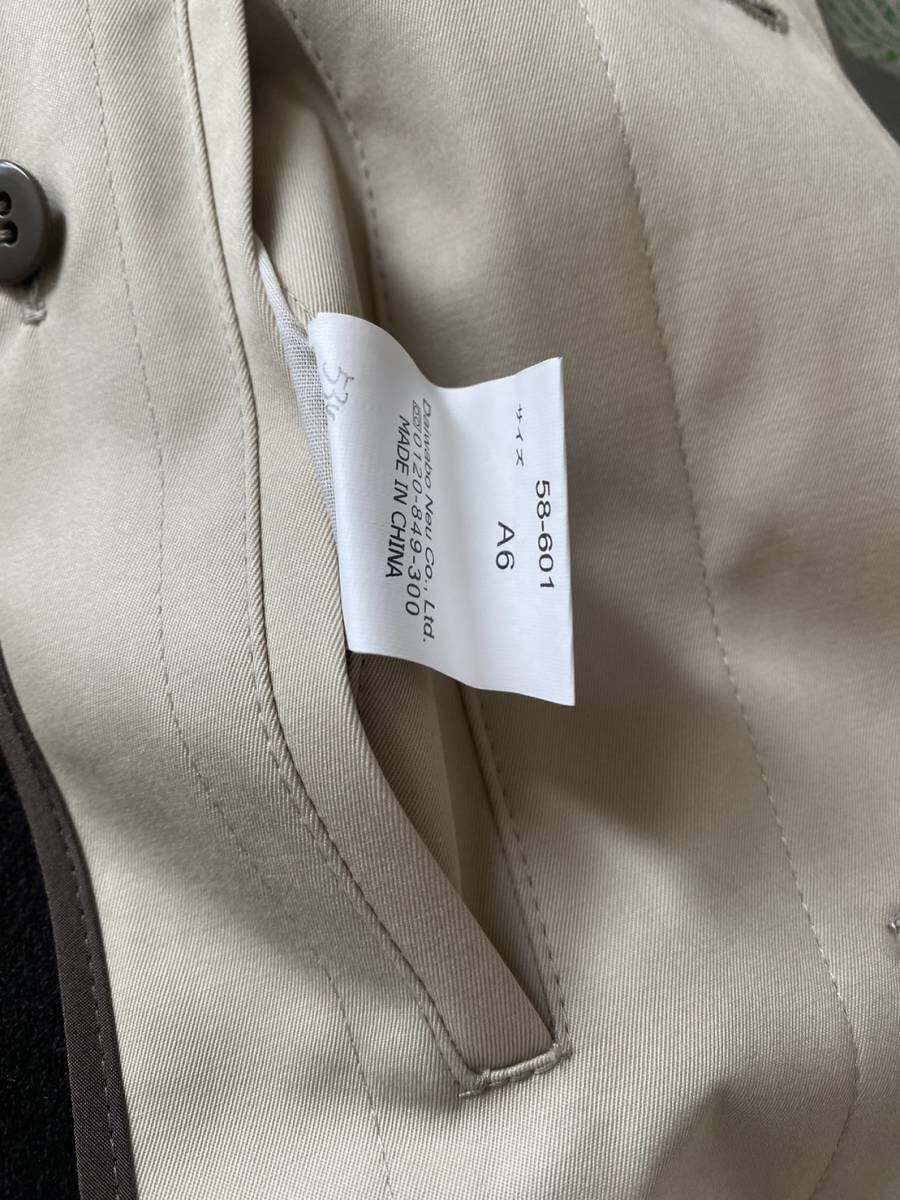 58-601
サイズ
A6
Daiwabo Neu Co., Ltd.
0120-849-300
MADE IN CHINA